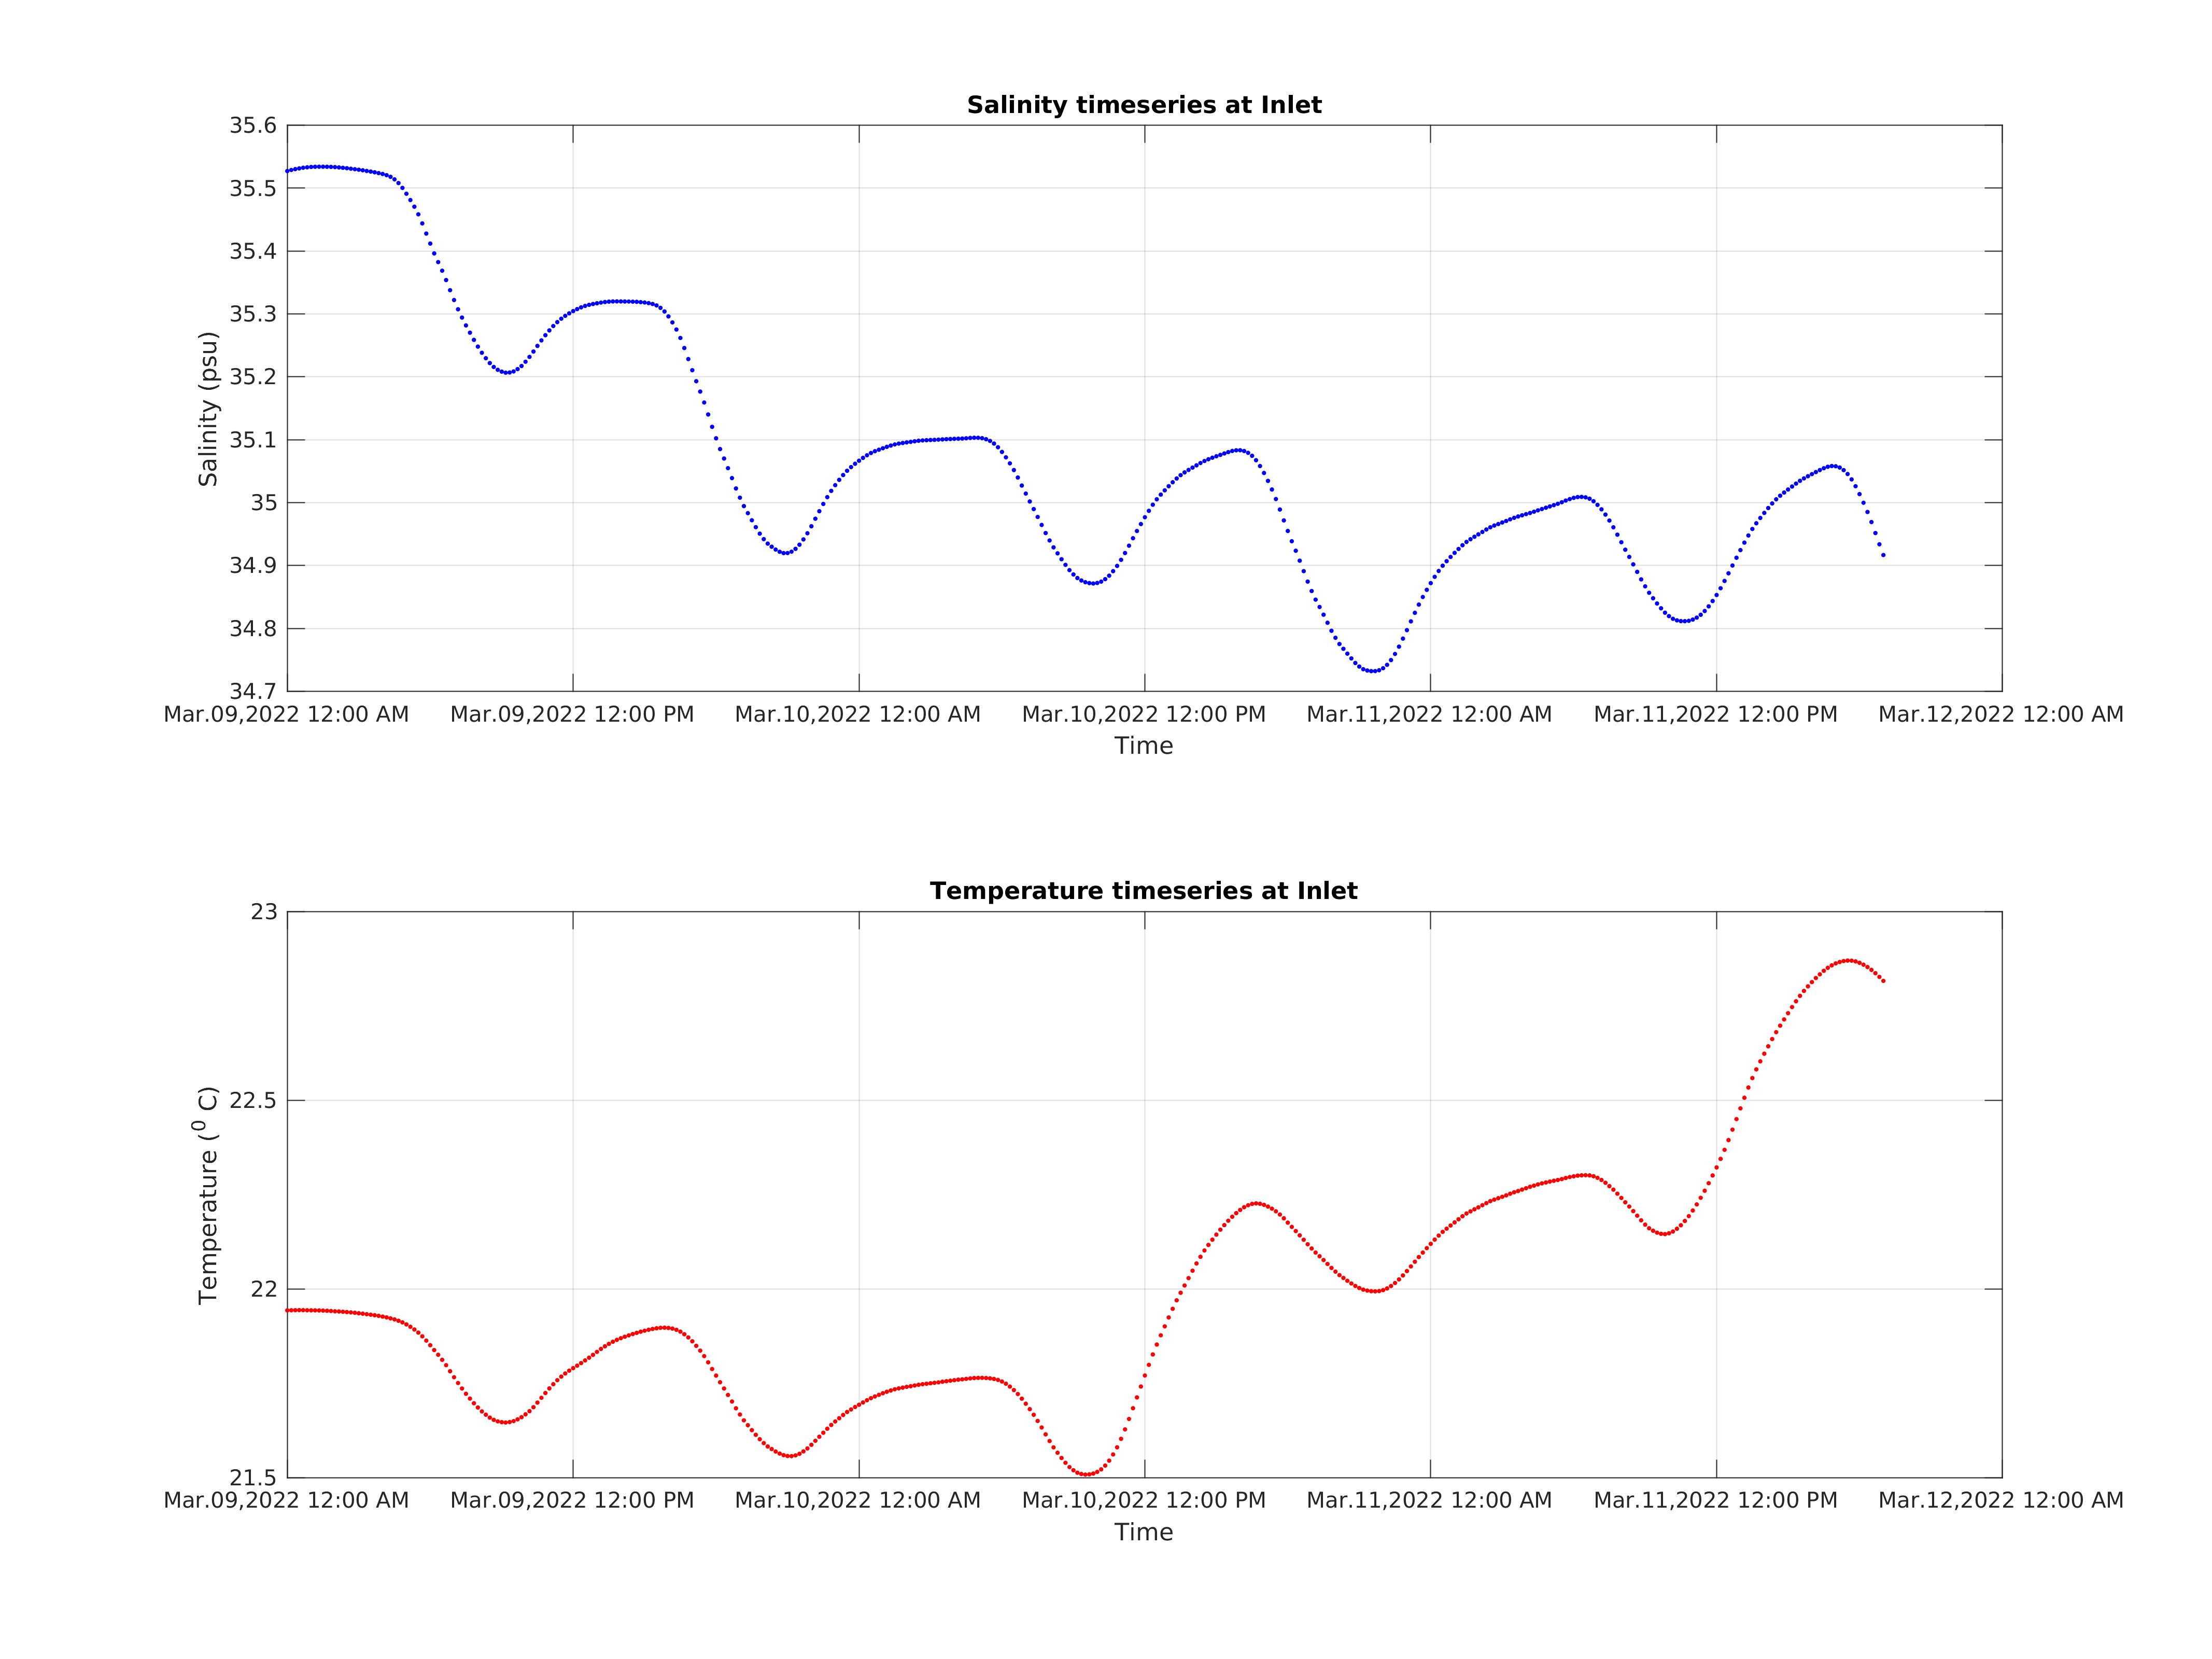 Salinity timeseries at Inlet
35.6
35.5
35.4
35.3
35.2
35.1
35
34.9
34.8
34.7
Salinity (psu)
Mar.09,2022 12:00 AM Mar.09,2022 12:00 PM Mar.10,2022 12:00 AM Mar.10,2022 12:00 PM Mar.11,2022 12:00 AM Mar.11,2022 12:00 PM Mar.12,2022 12:00 AM
Time
Temperature timeseries at Inlet
23
22.5
22
21.5
Temperature (⁰ C)
Mar.09,2022 12:00 AM Mar.09,2022 12:00 PM Mar.10,2022 12:00 AM Mar.10,2022 12:00 PM Mar.11,2022 12:00 AM Mar.11,2022 12:00 PM Mar.12,2022 12:00 AM
Time